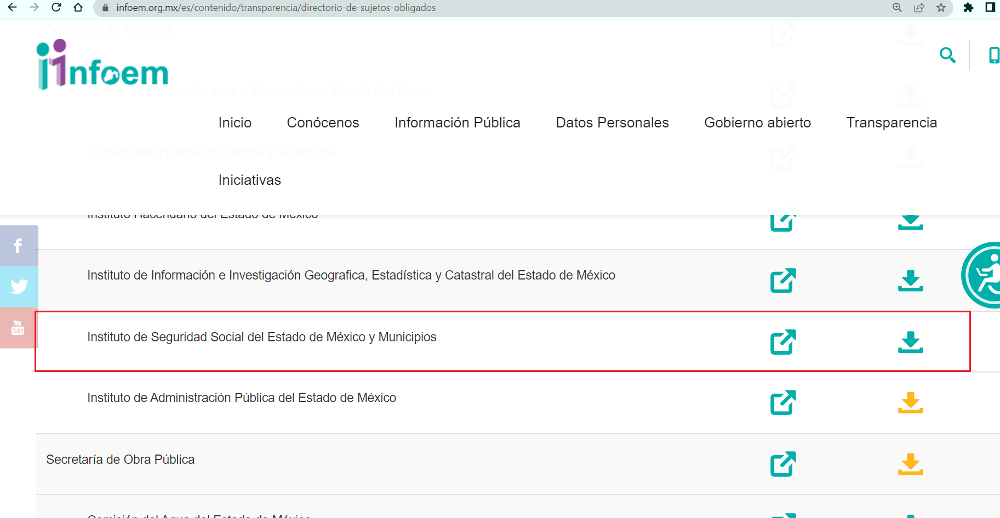 infoem.org.mx/es/contenido/transparencia/directorio-de-sujetos-obligados
Secretaría de Finanzas
infoem
Comité de Planeación para el Desarrollo del Estado de México
Inicio Conócenos Información Pública Datos Personales Gobierno abierto Transparencia
Consejo Mexiquense de Ciencia y Tecnología
Iniciativas
Instituto Hacendario del Estado de México
Instituto de Información e Investigación Geografica, Estadística y Catastral del Estado de México
You
Tube
Instituto de Seguridad Social del Estado de México y Municipios
Instituto de Administración Pública del Estado de México
Secretaría de Obra Pública
Comisión del Agua del Estado de México